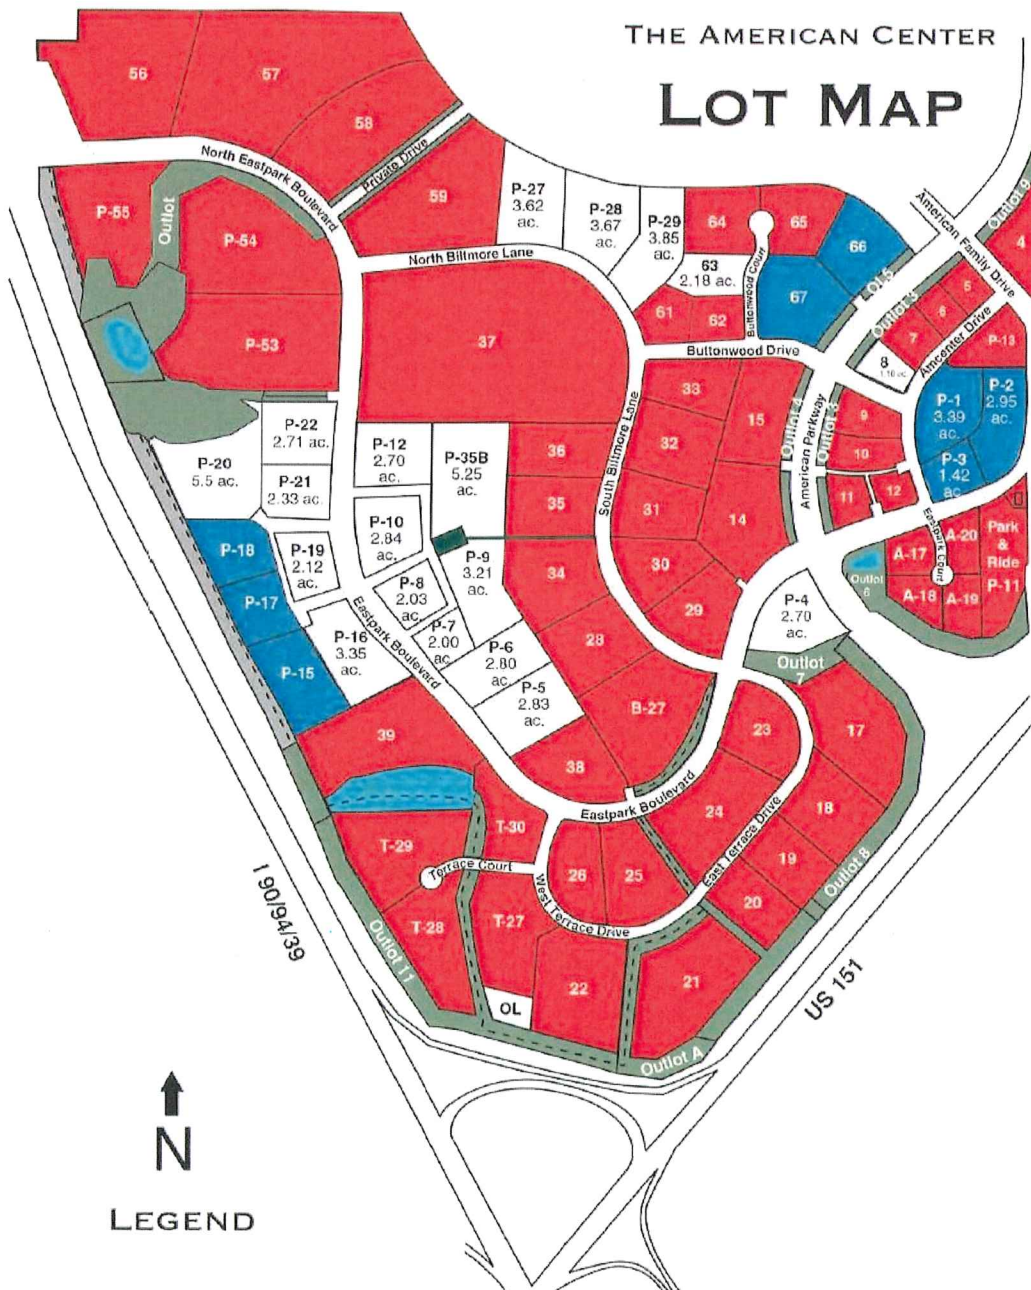 THE AMERICAN CENTER
LOT MAP
56
57
58
North Eastpark Boulevard
Private Drive
59
P-55
Outlot
P-54
P-53
North Biltmore Lane
P-27
3.62
ac.
P-28
3.67
ac.
P-29
3.85
ac.
64
65
66
63
2.18 ac.
Buttonwood Court
67
61
62
Buttonwood Drive
American Family Drive
Outlot 9
4
5
6
7
OL 5
Outlot 3
Amcenter Drive
P-13
8
1.10 ac.
37
33
32
31
15
14
Outlot 4
American Parkway
9
10
11
12
P-1
3.39
ac.
P-2
2.95
ac.
P-3
1.42
ac
Eastpark Court
P-22
2.71 ac.
P-20
5.5 ac.
P-21
2.33 ac.
P-12
2.70
ac.
P-35B
5.25
ac.
36
35
South Biltmore Lane
P-10
2.84
ac.
P-9
3.21
ac.
34
30
29
P-18
P-17
P-15
P-19
2.12
ac.
P-8
2.03
ac.
P-7
2.00
ac
P-16
3.35
ac.
Eastpark Boulevard
P-6
2.80
ac.
P-5
2.83
ac.
28
B-27
38
39
P-4
2.70
ac.
Outlot
6
A-17
A-20
A-18
A-19
Park
&
Ride
P-11
Outlot
7
17
23
18
24
19
20
East Terrace Drive
Outlot 8
Eastpark Boulevard
T-30
T-29
Terrace Court
26
25
West Terrace Drive
T-28
T-27
22
21
OL
Outlot 11
Outlot A
I 90/94/39
US 151
N
LEGEND